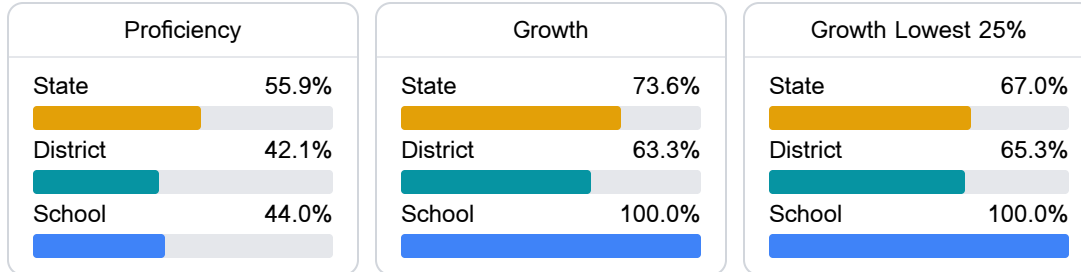 Proficiency
State 55.9%
District 42.1%
School 44.0%
Growth
State 73.6%
District 63.3%
School 100.0%
Growth Lowest 25%
State 67.0%
District 65.3%
School 100.0%